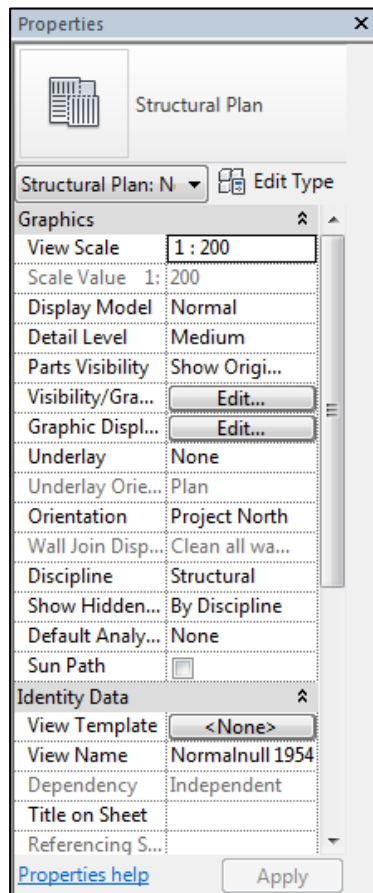 Properties
Structural Plan
Structural Plan: N Edit Type
Graphics
View Scale 1 : 200
Scale Value 1: 200
Display Model Normal
Detail Level Medium
Parts Visibility Show Origi...
Visibility/Gra... Edit...
Graphic Displ... Edit...
Underlay None
Underlay Orie... Plan
Orientation Project North
Wall Join Disp... Clean all wa...
Discipline Structural
Show Hidden... By Discipline
Default Analy... None
Sun Path
Identity Data
View Template <None>
View Name Normalnull 1954
Dependency Independent
Title on Sheet
Referencing S...
Properties help Apply